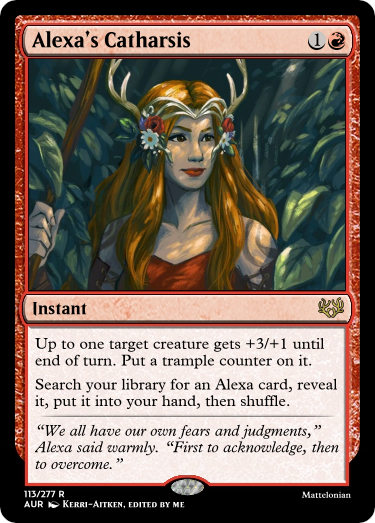 Alexa's Catharsis 1
Instant
Up to one target creature gets +3/+1 until
end of turn. Put a trample counter on it.
Search your library for an Alexa card, reveal
it, put it into your hand, then shuffle.
“We all have our own fears and judgments,”
Alexa said warmly. “First to acknowledge, then
to overcome.”
113/277 R
Mattelonian
AUR Kerri-Aitken, edited by me